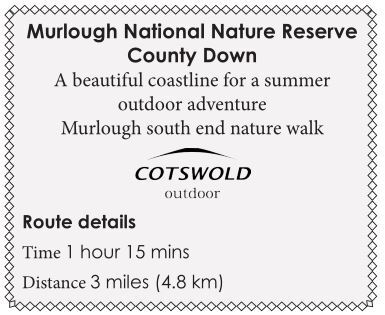 Murlough National Nature Reserve
County Down
A beautiful coastline for a summer
outdoor adventure
Murlough south end nature walk
COTSWOLD
outdoor
Route details
Time 1 hour 15 mins
Distance 3 miles (4.8 km)